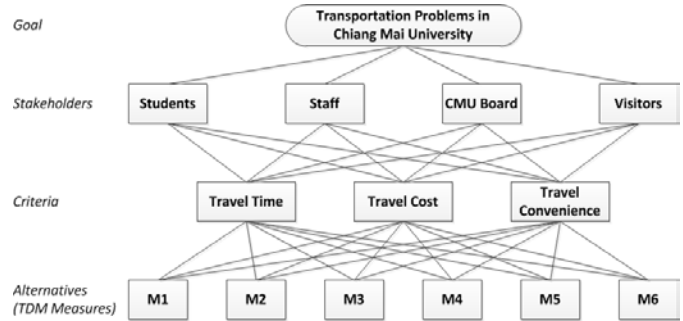 Goal
Transportation Problems in
Chiang Mai University
Stakeholders
Students
Staff
CMU Board
Visitors
Criteria
Travel Time
Travel Cost
Travel
Convenience
Alternatives
(TDM Measures)
M1
M2
M3
M4
M5
M6